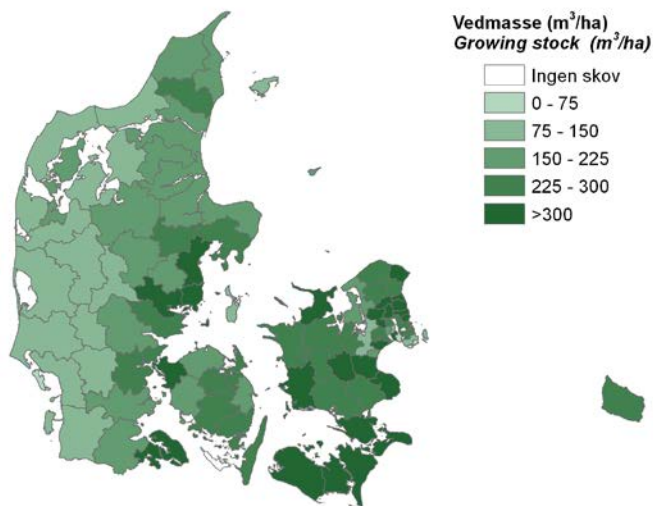 Vedmasse (m³/ha)
Growing stock (m³/ha)
Ingen skov
0 - 75
75 - 150
150 - 225
225 - 300
>300